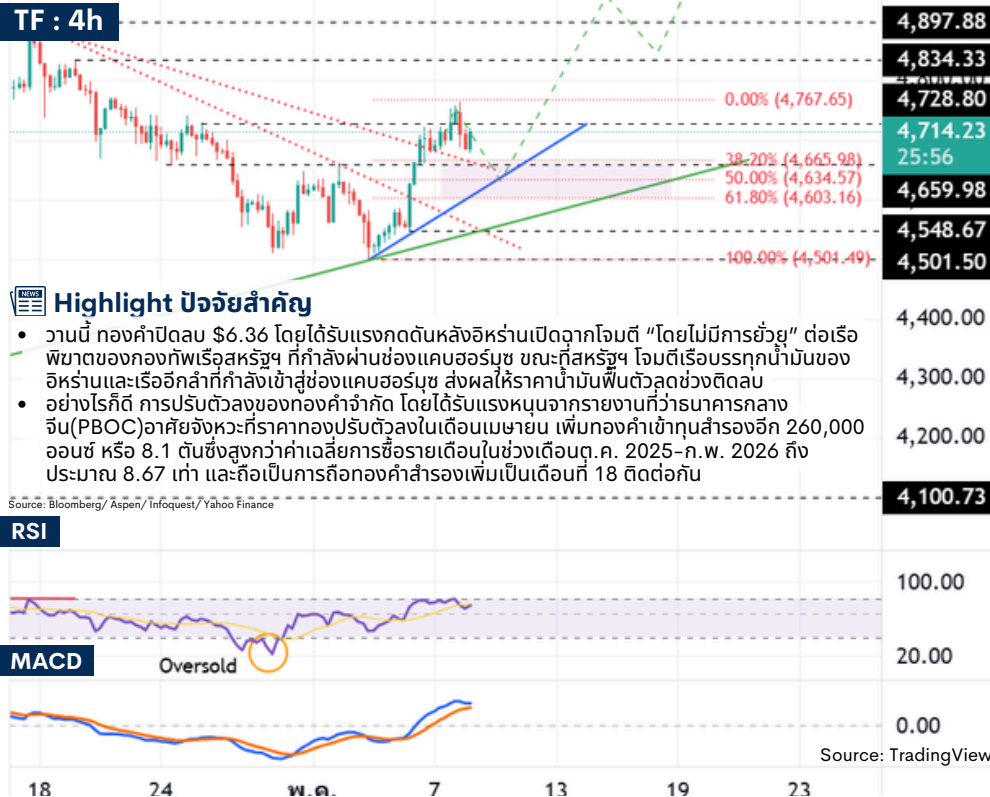 TF : 4h
4,897.88
4,834.33
4,800.00
0.00% (4,767.65)
4,728.80
4,714.23
25:56
38.20% (4,665.98)
4,659.98
50.00% (4,634.57)
61.80% (4,603.16)
4,548.67
100.00% (4,501.49)
4,501.50
NEWS Highlight ปัจจัยสำคัญ
4,400.00
4,300.00
4,200.00
4,100.73
• วานนี้ ทองคำปิดลบ $6.36 โดยได้รับแรงกดดันหลังอิหร่านเปิดฉากโจมตี “โดยไม่มีการยั่วยุ” ต่อเรือ
พิฆาตของกองทัพเรือสหรัฐฯ ที่กำลังผ่านช่องแคบฮอร์มุซ ขณะที่สหรัฐฯ โจมตีเรือบรรทุกน้ำมันของ
อิหร่านและเรืออีกลำที่กำลังเข้าสู่ช่องแคบฮอร์มุซ ส่งผลให้ราคาน้ำมันฟื้นตัวลดช่วงติดลบ
• อย่างไรก็ดี การปรับตัวลงของทองคำจำกัด โดยได้รับแรงหนุนจากรายงานที่ว่าธนาคารกลาง
จีน(PBOC)อาศัยจังหวะที่ราคาทองปรับตัวลงในเดือนเมษายน เพิ่มทองคำเข้าทุนสำรองอีก 260,000
ออนซ์ หรือ 8.1 ตันซึ่งสูงกว่าค่าเฉลี่ยการซื้อรายเดือนในช่วงเดือนต.ค. 2025-ก.พ. 2026 ถึง
ประมาณ 8.67 เท่า และถือเป็นการถือทองคำสำรองเพิ่มเป็นเดือนที่ 18 ติดต่อกัน
Source: Bloomberg/ Aspen/ Infoquest/ Yahoo Finance
RSI
100.00
20.00
Oversold
MACD
0.00
Source: TradingView
18 24 พ.ค. 7 13 19 23